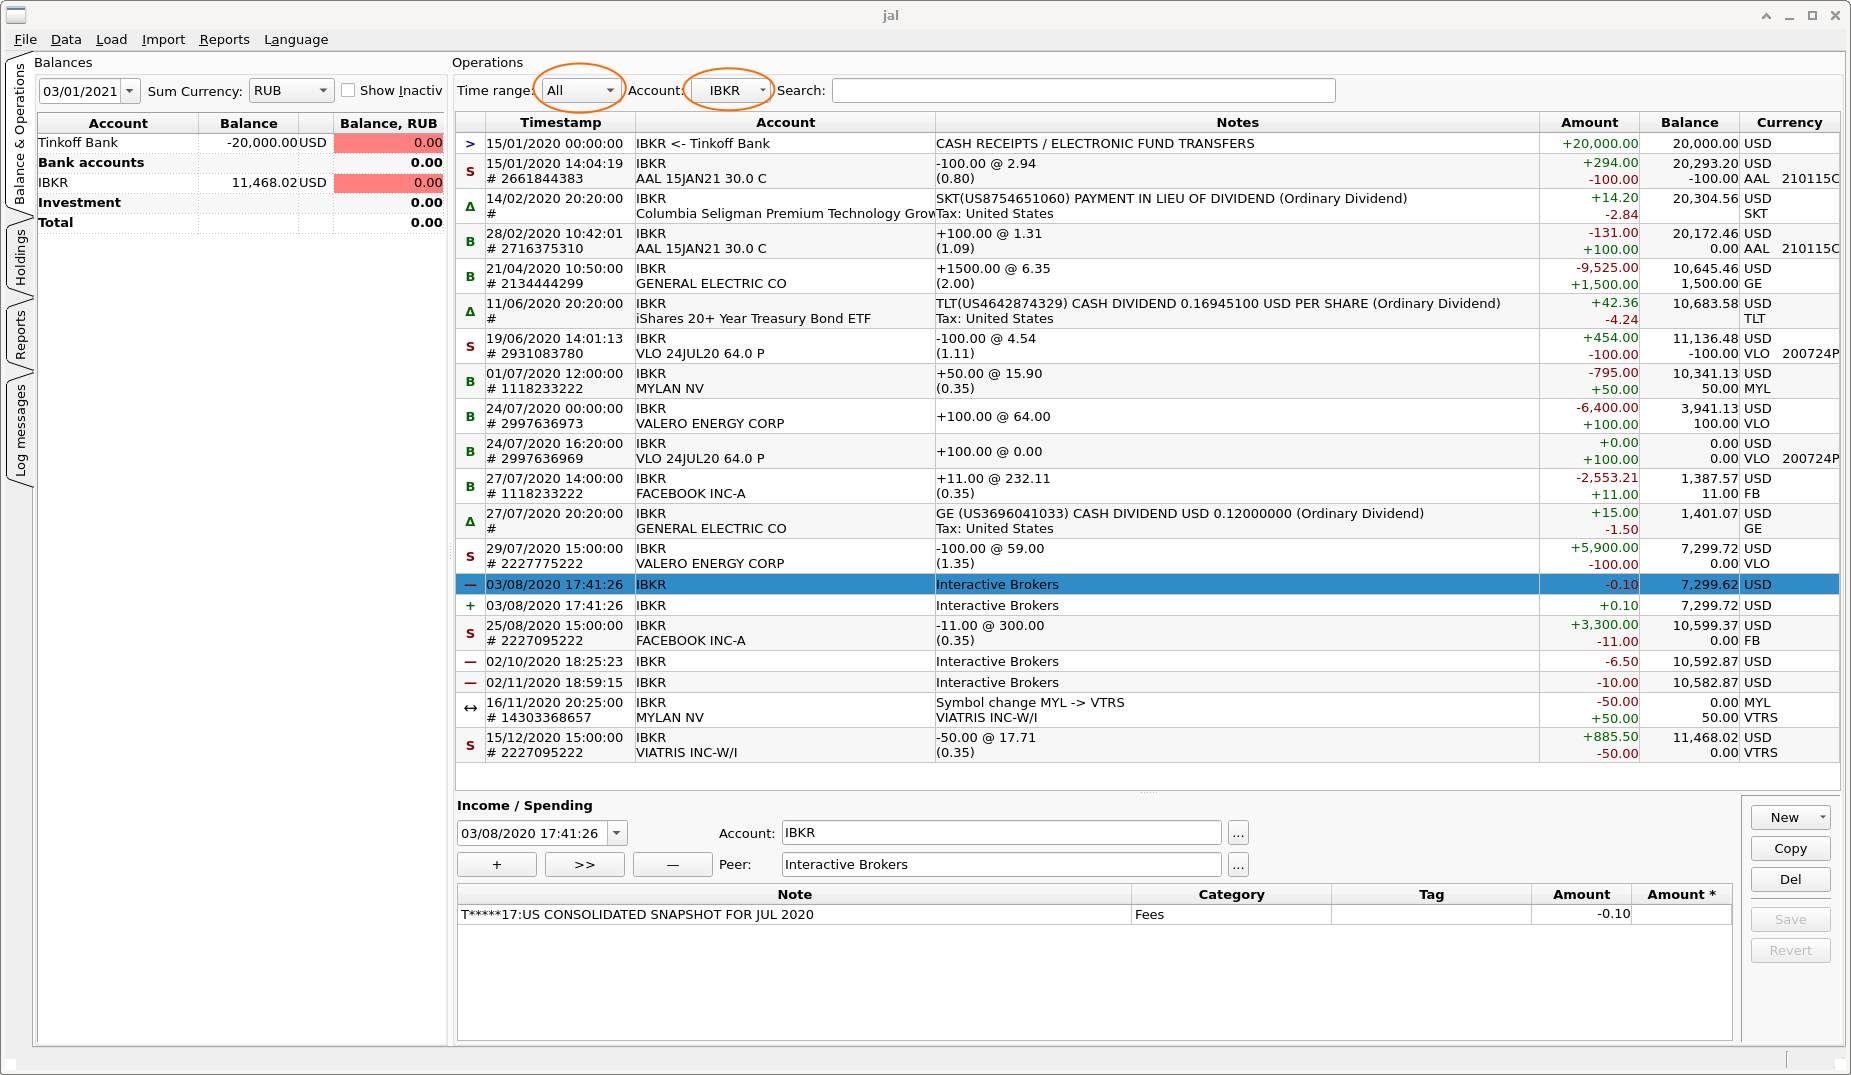 jal
File Data Load Import Reports Language
Balance & Operations
Holdings
Reports
Log messages
Balances
03/01/2021 Sum Currency: RUB Show Inactiv
Account Balance Balance, RUB
Tinkoff Bank -20,000.00 USD 0.00
Bank accounts 0.00
IBKR 11,468.02 USD 0.00
Investment 0.00
Total 0.00
Operations
Time range: All Account: IBKR Search:
Timestamp Account Notes Amount Balance Currency
> 15/01/2020 00:00:00 IBKR <- Tinkoff Bank CASH RECEIPTS / ELECTRONIC FUND TRANSFERS +20,000.00 20,000.00 USD
S 15/01/2020 14:04:19 IBKR -100.00 @ 2.94 +294.00 20,293.20 USD
# 2661844383 AAL 15JAN21 30.0 C (0.80) -100.00 -100.00 AAL 210115C
Δ 14/02/2020 20:20:00 IBKR SKT(US8754651060) PAYMENT IN LIEU OF DIVIDEND (Ordinary Dividend) +14.20 20,304.56 USD
# Columbia Seligman Premium Technology Grow Tax: United States -2.84 SKT
B 28/02/2020 10:42:01 IBKR +100.00 @ 1.31 -131.00 20,172.46 USD
# 2716375310 AAL 15JAN21 30.0 C (1.09) +100.00 0.00 AAL 210115C
B 21/04/2020 10:50:00 IBKR +1500.00 @ 6.35 -9,525.00 10,645.46 USD
# 2134444299 GENERAL ELECTRIC CO (2.00) +1,500.00 1,500.00 GE
Δ 11/06/2020 20:20:00 IBKR TLT(US4642874329) CASH DIVIDEND 0.16945100 USD PER SHARE (Ordinary Dividend) +42.36 10,683.58 USD
# iShares 20+ Year Treasury Bond ETF Tax: United States -4.24 TLT
S 19/06/2020 14:01:13 IBKR -100.00 @ 4.54 +454.00 11,136.48 USD
# 2931083780 VLO 24JUL20 64.0 P (1.11) -100.00 -100.00 VLO 200724P
B 01/07/2020 12:00:00 IBKR +50.00 @ 15.90 -795.00 10,341.13 USD
# 1118233222 MYLAN NV (0.35) +50.00 50.00 MYL
B 24/07/2020 00:00:00 IBKR +100.00 @ 64.00 -6,400.00 3,941.13 USD
# 2997636973 VALERO ENERGY CORP +100.00 100.00 VLO
B 24/07/2020 16:20:00 IBKR +100.00 @ 0.00 +0.00 0.00 USD
# 2997636969 VLO 24JUL20 64.0 P +100.00 0.00 VLO 200724P
B 27/07/2020 14:00:00 IBKR +11.00 @ 232.11 -2,553.21 1,387.57 USD
# 1118233222 FACEBOOK INC-A (0.35) +11.00 11.00 FB
Δ 27/07/2020 20:20:00 IBKR GE (US3696041033) CASH DIVIDEND USD 0.12000000 (Ordinary Dividend) +15.00 1,401.07 USD
# GENERAL ELECTRIC CO Tax: United States -1.50 GE
S 29/07/2020 15:00:00 IBKR -100.00 @ 59.00 +5,900.00 7,299.72 USD
# 2227775222 VALERO ENERGY CORP (1.35) -100.00 0.00 VLO
— 03/08/2020 17:41:26 IBKR Interactive Brokers -0.10 7,299.62 USD
+ 03/08/2020 17:41:26 IBKR Interactive Brokers +0.10 7,299.72 USD
S 25/08/2020 15:00:00 IBKR -11.00 @ 300.00 +3,300.00 10,599.37 USD
# 2227095222 FACEBOOK INC-A (0.35) -11.00 0.00 FB
— 02/10/2020 18:25:23 IBKR Interactive Brokers -6.50 10,592.87 USD
— 02/11/2020 18:59:15 IBKR Interactive Brokers -10.00 10,582.87 USD
↔ 16/11/2020 20:25:00 IBKR Symbol change MYL -> VTRS -50.00 0.00 MYL
# 14303368657 MYLAN NV VIATRIS INC-W/I +50.00 50.00 VTRS
S 15/12/2020 15:00:00 IBKR -50.00 @ 17.71 +885.50 11,468.02 USD
# 2227095222 VIATRIS INC-W/I (0.35) -50.00 0.00 VTRS
Income / Spending
03/08/2020 17:41:26 Account: IBKR ...
+ >> — Peer: Interactive Brokers ...
Note Category Tag Amount Amount *
T*****17:US CONSOLIDATED SNAPSHOT FOR JUL 2020 Fees -0.10
New
Copy
Del
Save
Revert